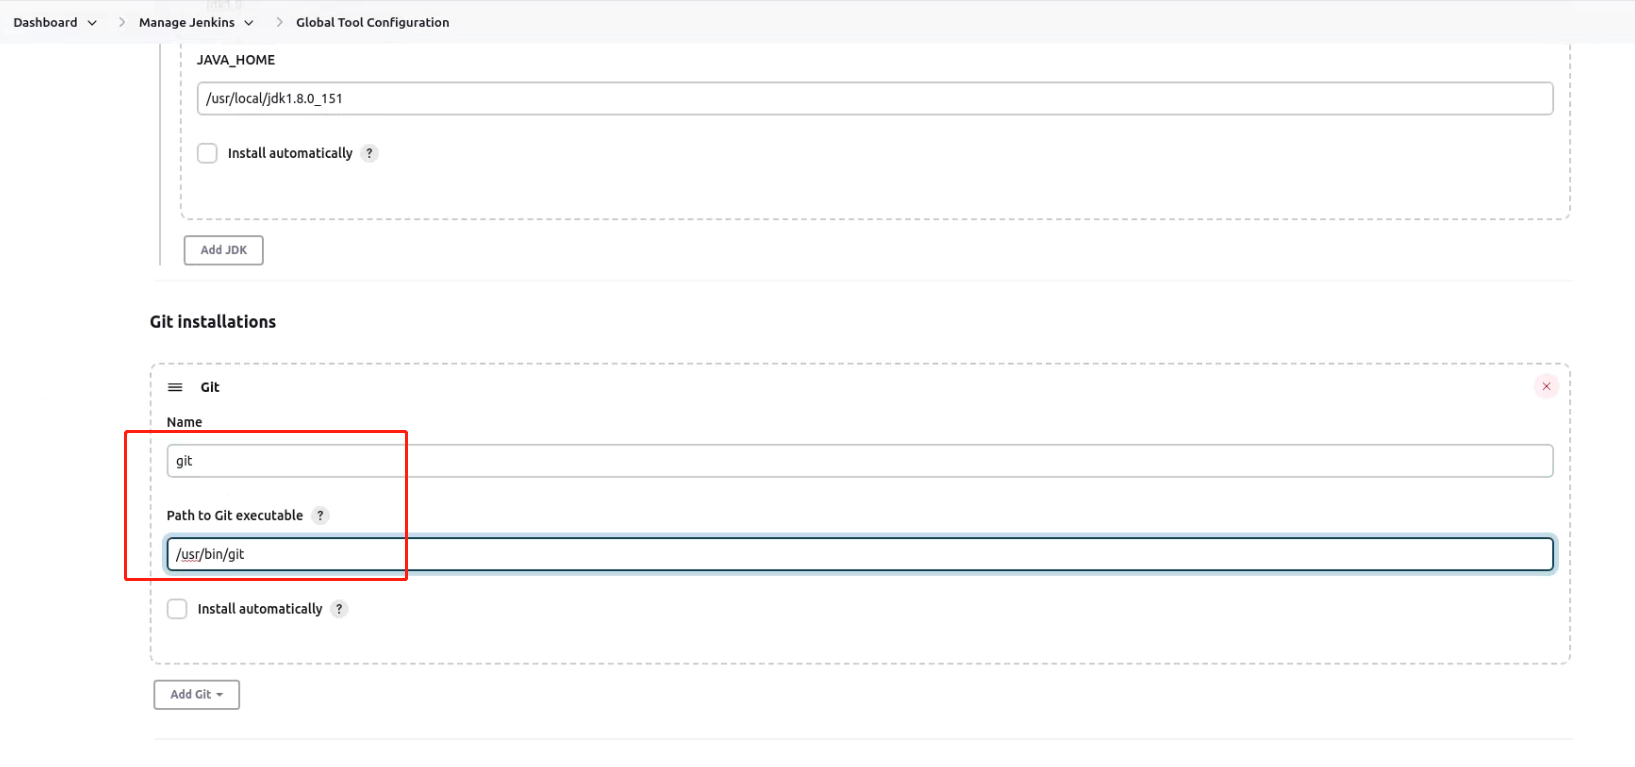 Dashboard Manage Jenkins Global Tool Configuration
JAVA_HOME
/usr/local/jdk1.8.0_151
Install automatically ?
Add JDK
Git installations
Git
Name
git
Path to Git executable ?
/usr/bin/git
Install automatically ?
Add Git